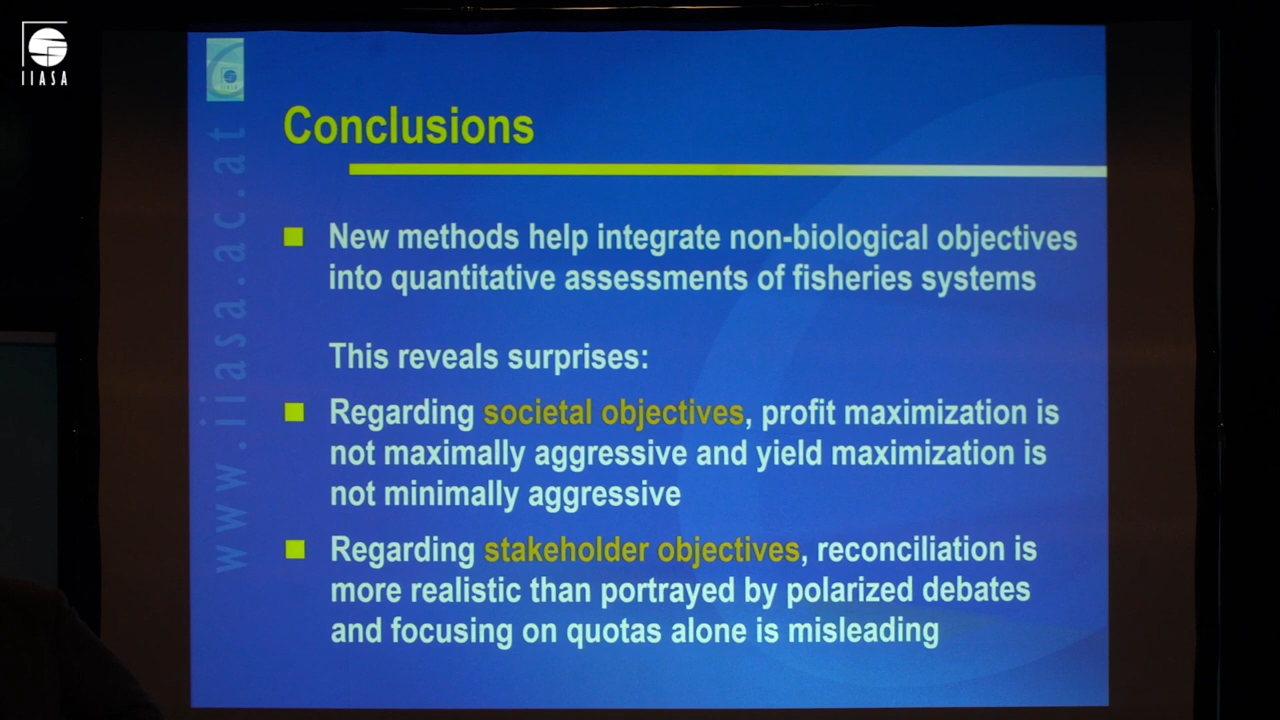 IIASA
www.iiasa.ac.at
Conclusions
New methods help integrate non-biological objectives
into quantitative assessments of fisheries systems
This reveals surprises:
Regarding societal objectives, profit maximization is
not maximally aggressive and yield maximization is
not minimally aggressive
Regarding stakeholder objectives, reconciliation is
more realistic than portrayed by polarized debates
and focusing on quotas alone is misleading